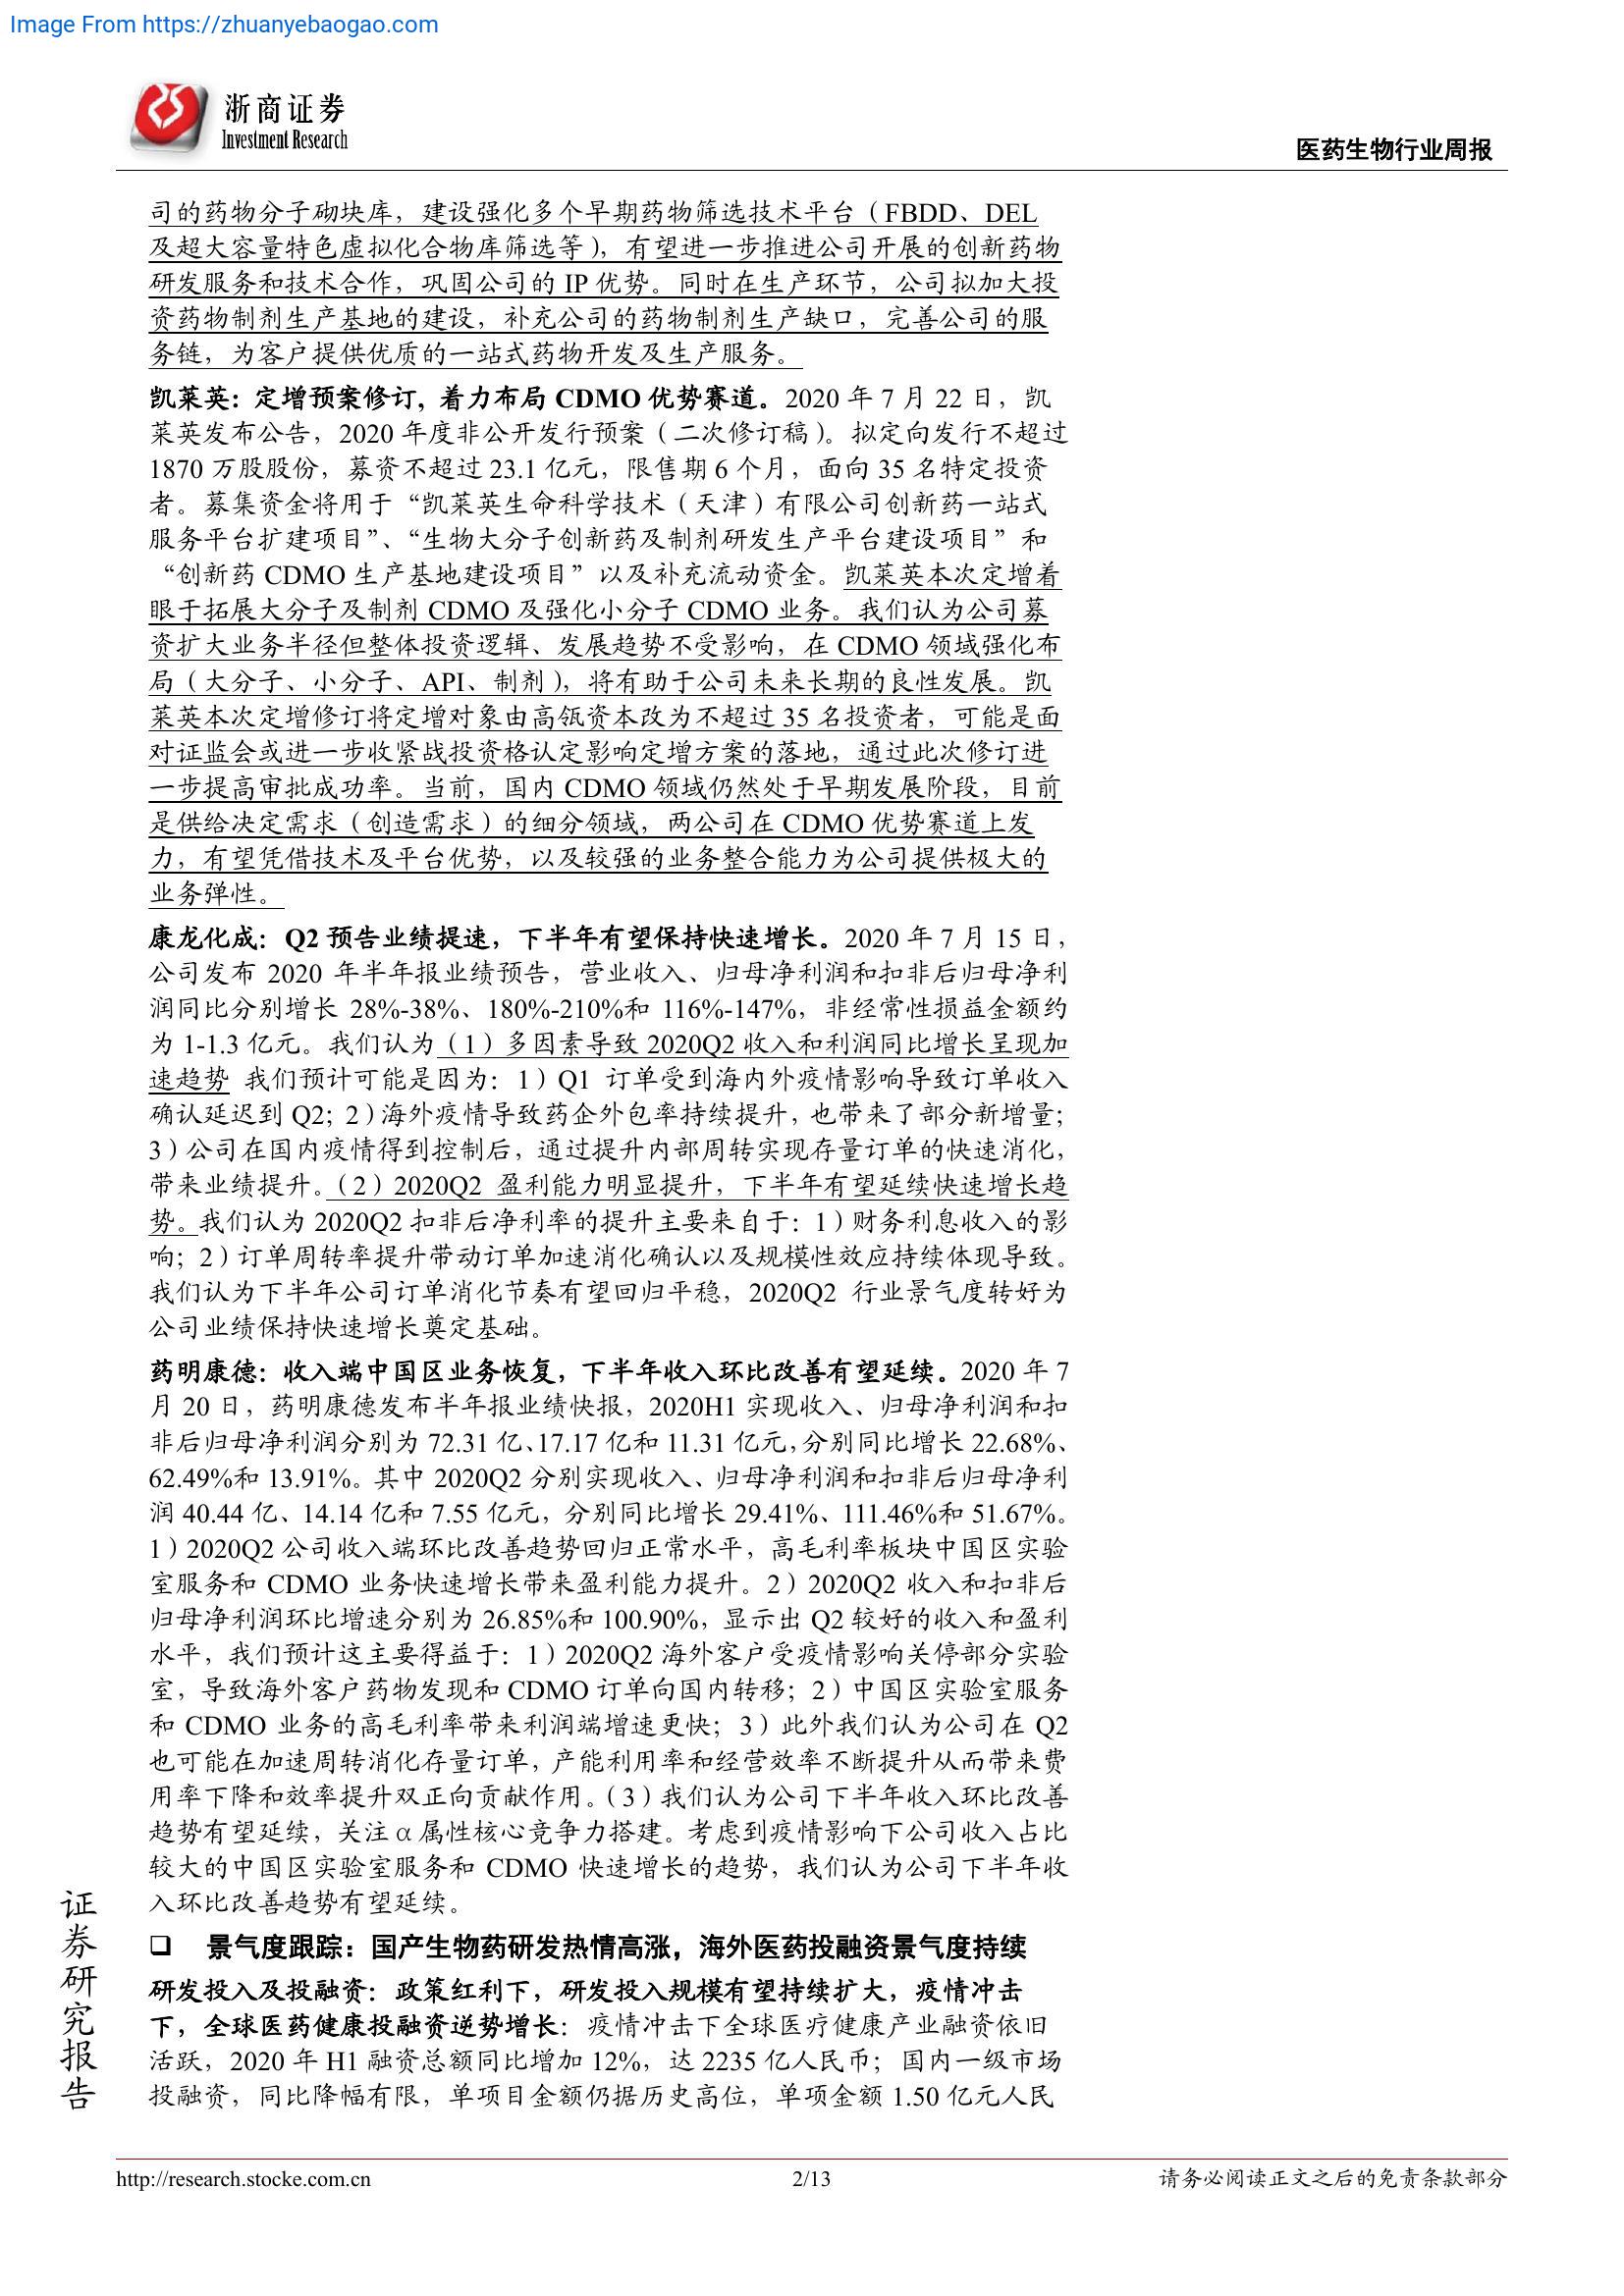 Image From https://zhuanyebaogao.com
浙商证券
Investment Research
医药生物行业周报
司的药物分子砌块库，建设强化多个早期药物筛选技术平台（FBDD、DEL
及超大容量特色虚拟化合物库筛选等），有望进一步推进公司开展的创新药物
研发服务和技术合作，巩固公司的 IP 优势。同时在生产环节，公司拟加大投
资药物制剂生产基地的建设，补充公司的药物制剂生产缺口，完善公司的服
务链，为客户提供优质的一站式药物开发及生产服务。
凯莱英：定增预案修订，着力布局 CDMO 优势赛道。2020 年 7 月 22 日，凯
莱英发布公告，2020 年度非公开发行预案（二次修订稿）。拟定向发行不超过
1870 万股股份，募资不超过 23.1 亿元，限售期 6 个月，面向 35 名特定投资
者。募集资金将用于“凯莱英生命科学技术（天津）有限公司创新药一站式
服务平台扩建项目”、“生物大分子创新药及制剂研发生产平台建设项目”和
“创新药 CDMO 生产基地建设项目”以及补充流动资金。凯莱英本次定增着
眼于拓展大分子及制剂 CDMO 及强化小分子 CDMO 业务。我们认为公司募
资扩大业务半径但整体投资逻辑、发展趋势不受影响，在 CDMO 领域强化布
局（大分子、小分子、API、制剂），将有助于公司未来长期的良性发展。凯
莱英本次定增修订将定增对象由高瓴资本改为不超过 35 名投资者，可能是面
对证监会或进一步收紧战投资格认定影响定增方案的落地，通过此次修订进
一步提高审批成功率。当前，国内 CDMO 领域仍然处于早期发展阶段，目前
是供给决定需求（创造需求）的细分领域，两公司在 CDMO 优势赛道上发
力，有望凭借技术及平台优势，以及较强的业务整合能力为公司提供极大的
业务弹性。
康龙化成：Q2 预告业绩提速，下半年有望保持快速增长。2020 年 7 月 15 日，
公司发布 2020 年半年报业绩预告，营业收入、归母净利润和扣非后归母净利
润同比分别增长 28%-38%、180%-210%和 116%-147%，非经常性损益金额约
为 1-1.3 亿元。我们认为（1）多因素导致 2020Q2 收入和利润同比增长呈现加
速趋势 我们预计可能是因为：1）Q1 订单受到海内外疫情影响导致订单收入
确认延迟到 Q2；2）海外疫情导致药企外包率持续提升，也带来了部分新增量；
3）公司在国内疫情得到控制后，通过提升内部周转实现存量订单的快速消化，
带来业绩提升。（2）2020Q2 盈利能力明显提升，下半年有望延续快速增长趋
势。我们认为 2020Q2 扣非后净利率的提升主要来自于：1）财务利息收入的影
响；2）订单周转率提升带动订单加速消化确认以及规模性效应持续体现导致。
我们认为下半年公司订单消化节奏有望回归平稳，2020Q2 行业景气度转好为
公司业绩保持快速增长奠定基础。
药明康德：收入端中国区业务恢复，下半年收入环比改善有望延续。2020 年 7
月 20 日，药明康德发布半年报业绩快报，2020H1 实现收入、归母净利润和扣
非后归母净利润分别为 72.31 亿、17.17 亿和 11.31 亿元，分别同比增长 22.68%、
62.49%和 13.91%。其中 2020Q2 分别实现收入、归母净利润和扣非后归母净利
润 40.44 亿、14.14 亿和 7.55 亿元，分别同比增长 29.41%、111.46%和 51.67%。
1）2020Q2 公司收入端环比改善趋势回归正常水平，高毛利率板块中国区实验
室服务和 CDMO 业务快速增长带来盈利能力提升。2）2020Q2 收入和扣非后
归母净利润环比增速分别为 26.85%和 100.90%，显示出 Q2 较好的收入和盈利
水平，我们预计这主要得益于：1）2020Q2 海外客户受疫情影响关停部分实验
室，导致海外客户药物发现和 CDMO 订单向国内转移；2）中国区实验室服务
和 CDMO 业务的高毛利率带来利润端增速更快；3）此外我们认为公司在 Q2
也可能在加速周转消化存量订单，产能利用率和经营效率不断提升从而带来费
用率下降和效率提升双正向贡献作用。（3）我们认为公司下半年收入环比改善
趋势有望延续，关注 α 属性核心竞争力搭建。考虑到疫情影响下公司收入占比
较大的中国区实验室服务和 CDMO 快速增长的趋势，我们认为公司下半年收
入环比改善趋势有望延续。
❑ 景气度跟踪：国产生物药研发热情高涨，海外医药投融资景气度持续
研发投入及投融资：政策红利下，研发投入规模有望持续扩大，疫情冲击
下，全球医药健康投融资逆势增长：疫情冲击下全球医疗健康产业融资依旧
活跃，2020 年 H1 融资总额同比增加 12%，达 2235 亿人民币；国内一级市场
投融资，同比降幅有限，单项目金额仍据历史高位，单项金额 1.50 亿元人民
证券研究报告
http://research.stocke.com.cn
2/13
请务必阅读正文之后的免责条款部分